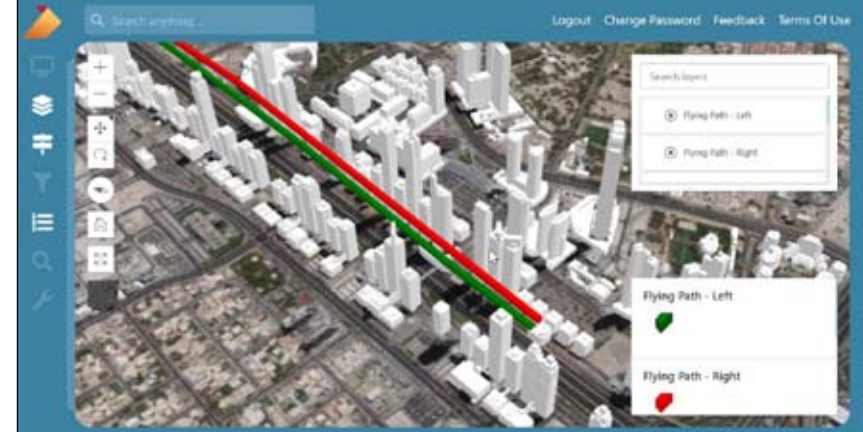 Search anything...
Logout Change Password Feedback Terms Of Use
Search layers
Flying Path - Left
Flying Path - Right
Flying Path - Left
Flying Path - Right